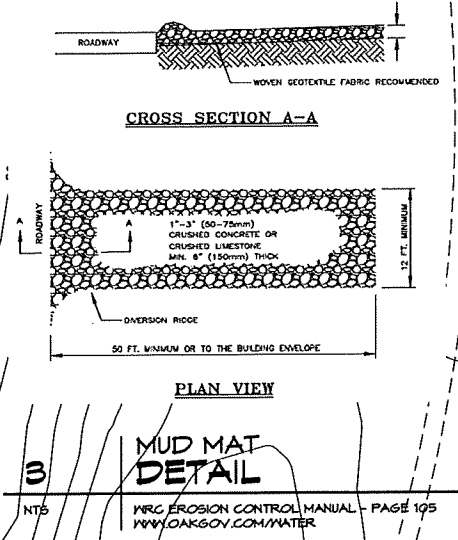 ROADWAY
WOVEN GEOTEXTILE FABRIC RECOMMENDED
CROSS SECTION A-A
A
ROADWAY
A
1"-3" (50-75mm)
CRUSHED CONCRETE OR
CRUSHED LIMESTONE
MIN. 6" (150mm) THICK
12 FT. MINIMUM
DIVERSION RIDGE
50 FT. MINIMUM OR TO THE BUILDING ENVELOPE
PLAN VIEW
3
MUD MAT
DETAIL
NTS
WRC EROSION CONTROL MANUAL - PAGE 105
WWW.OAKGOV.COM/WATER